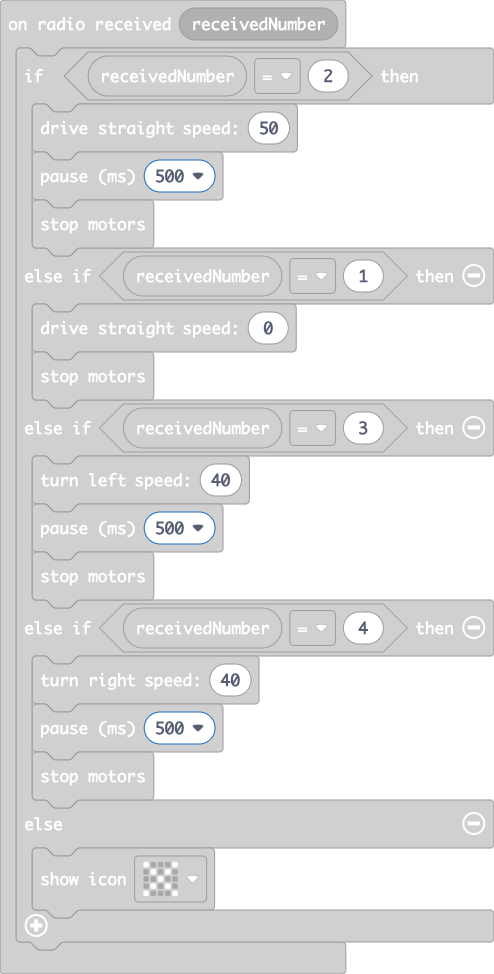 on radio received receivedNumber
if receivedNumber = 2 then
drive straight speed: 50
pause (ms) 500
stop motors
else if receivedNumber = 1 then
drive straight speed: 0
stop motors
else if receivedNumber = 3 then
turn left speed: 40
pause (ms) 500
stop motors
else if receivedNumber = 4 then
turn right speed: 40
pause (ms) 500
stop motors
else
show icon